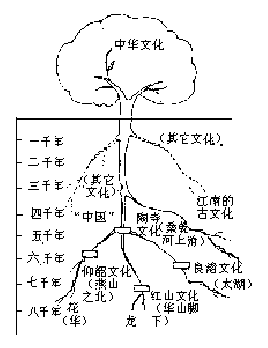 中华文化
一千年
(其它文化)
二千年
三千年
(其它
文化)
四千年
"中国"
陶寺
文化
(桑乾
河上游)
江南的
古文化
五千年
六千年
仰韶文化
(燕山
之北)
良渚文化
(太湖)
七千年
红山文化
(华山脚
下)
八千年
花
(华)
龙